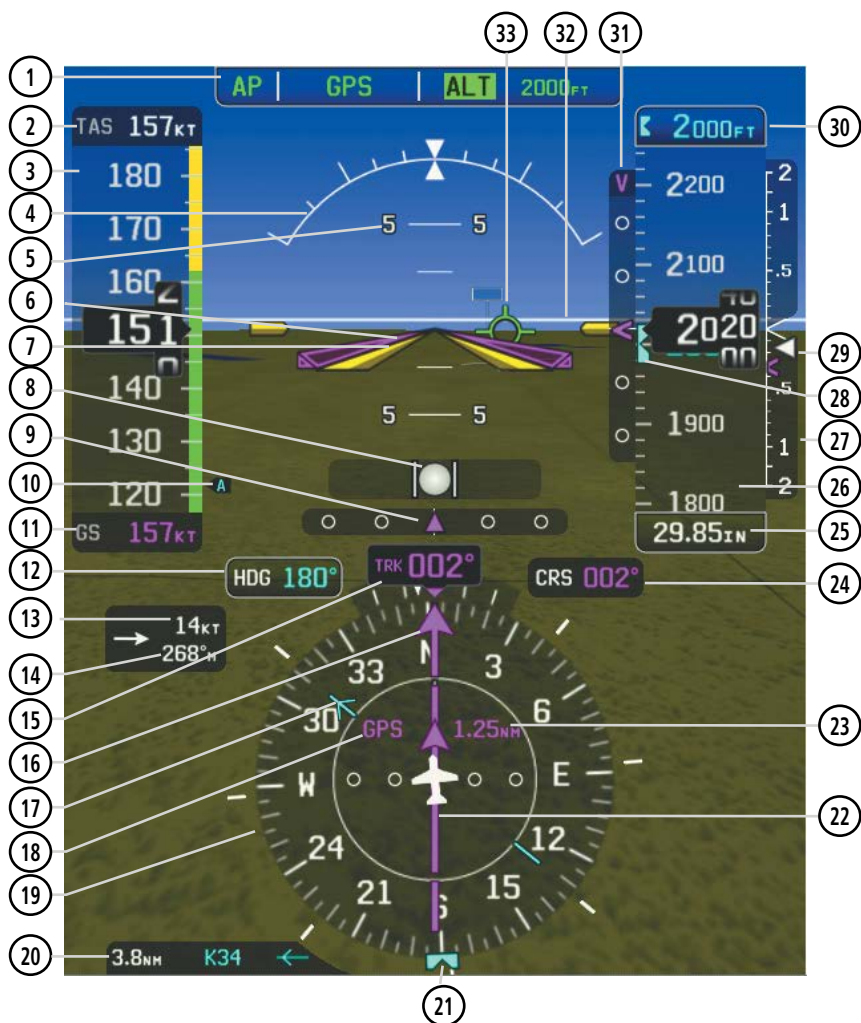 33 32 31
1 AP GPS ALT 2000FT
2 TAS 157KT 2000FT 30
3 180 V 2200 2
4 170 5 5 1
5 160 2100 .5
6 151 2020 40 00
7
8 140 29
9 5 5 1900 .5 28
130 1 27
10 120 A 1800 2 26
11 GS 157KT 29.85IN 25
12 HDG 180° TRK 002° CRS 002° 24
13 14KT
14 268°M
15 33 N 3
16 30 6
17 GPS 1.25NM 23
18 W E
19 24 12 22
21 S 15
20 3.8NM K34
21